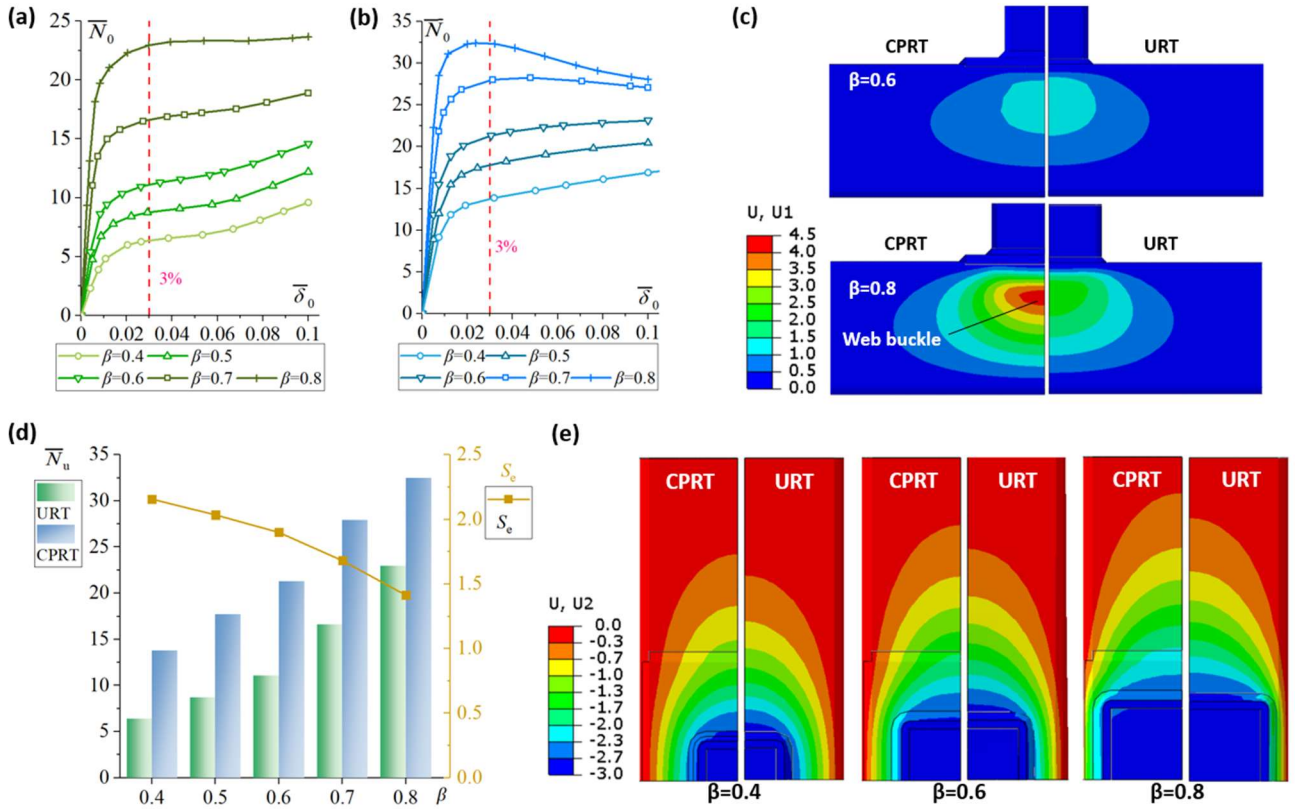 (a)
N̅₀
25
20
15
10
5
0
0 0.02 0.04 0.06 0.08 0.1
3%
δ̅₀
β=0.4 β=0.5
β=0.6 β=0.7 β=0.8
(b)
N̅₀
35
30
25
20
15
10
5
0
0 0.02 0.04 0.06 0.08 0.1
3%
δ̅₀
β=0.4 β=0.5
β=0.6 β=0.7 β=0.8
(c)
CPRT URT
β=0.6
U, U1
4.5
4.0
3.5
3.0
2.5
2.0
1.5
1.0
0.5
0.0
CPRT URT
β=0.8
Web buckle
(d)
N̅ᵤ
URT
CPRT
35
30
25
20
15
10
5
0
0.4 0.5 0.6 0.7 0.8 β
2.5
2.0
1.5
1.0
0.5
0.0
Sₑ
Sₑ
(e)
U, U2
0.0
-0.3
-0.7
-1.0
-1.3
-1.7
-2.0
-2.3
-2.7
-3.0
CPRT URT
β=0.4
CPRT URT
β=0.6
CPRT URT
β=0.8